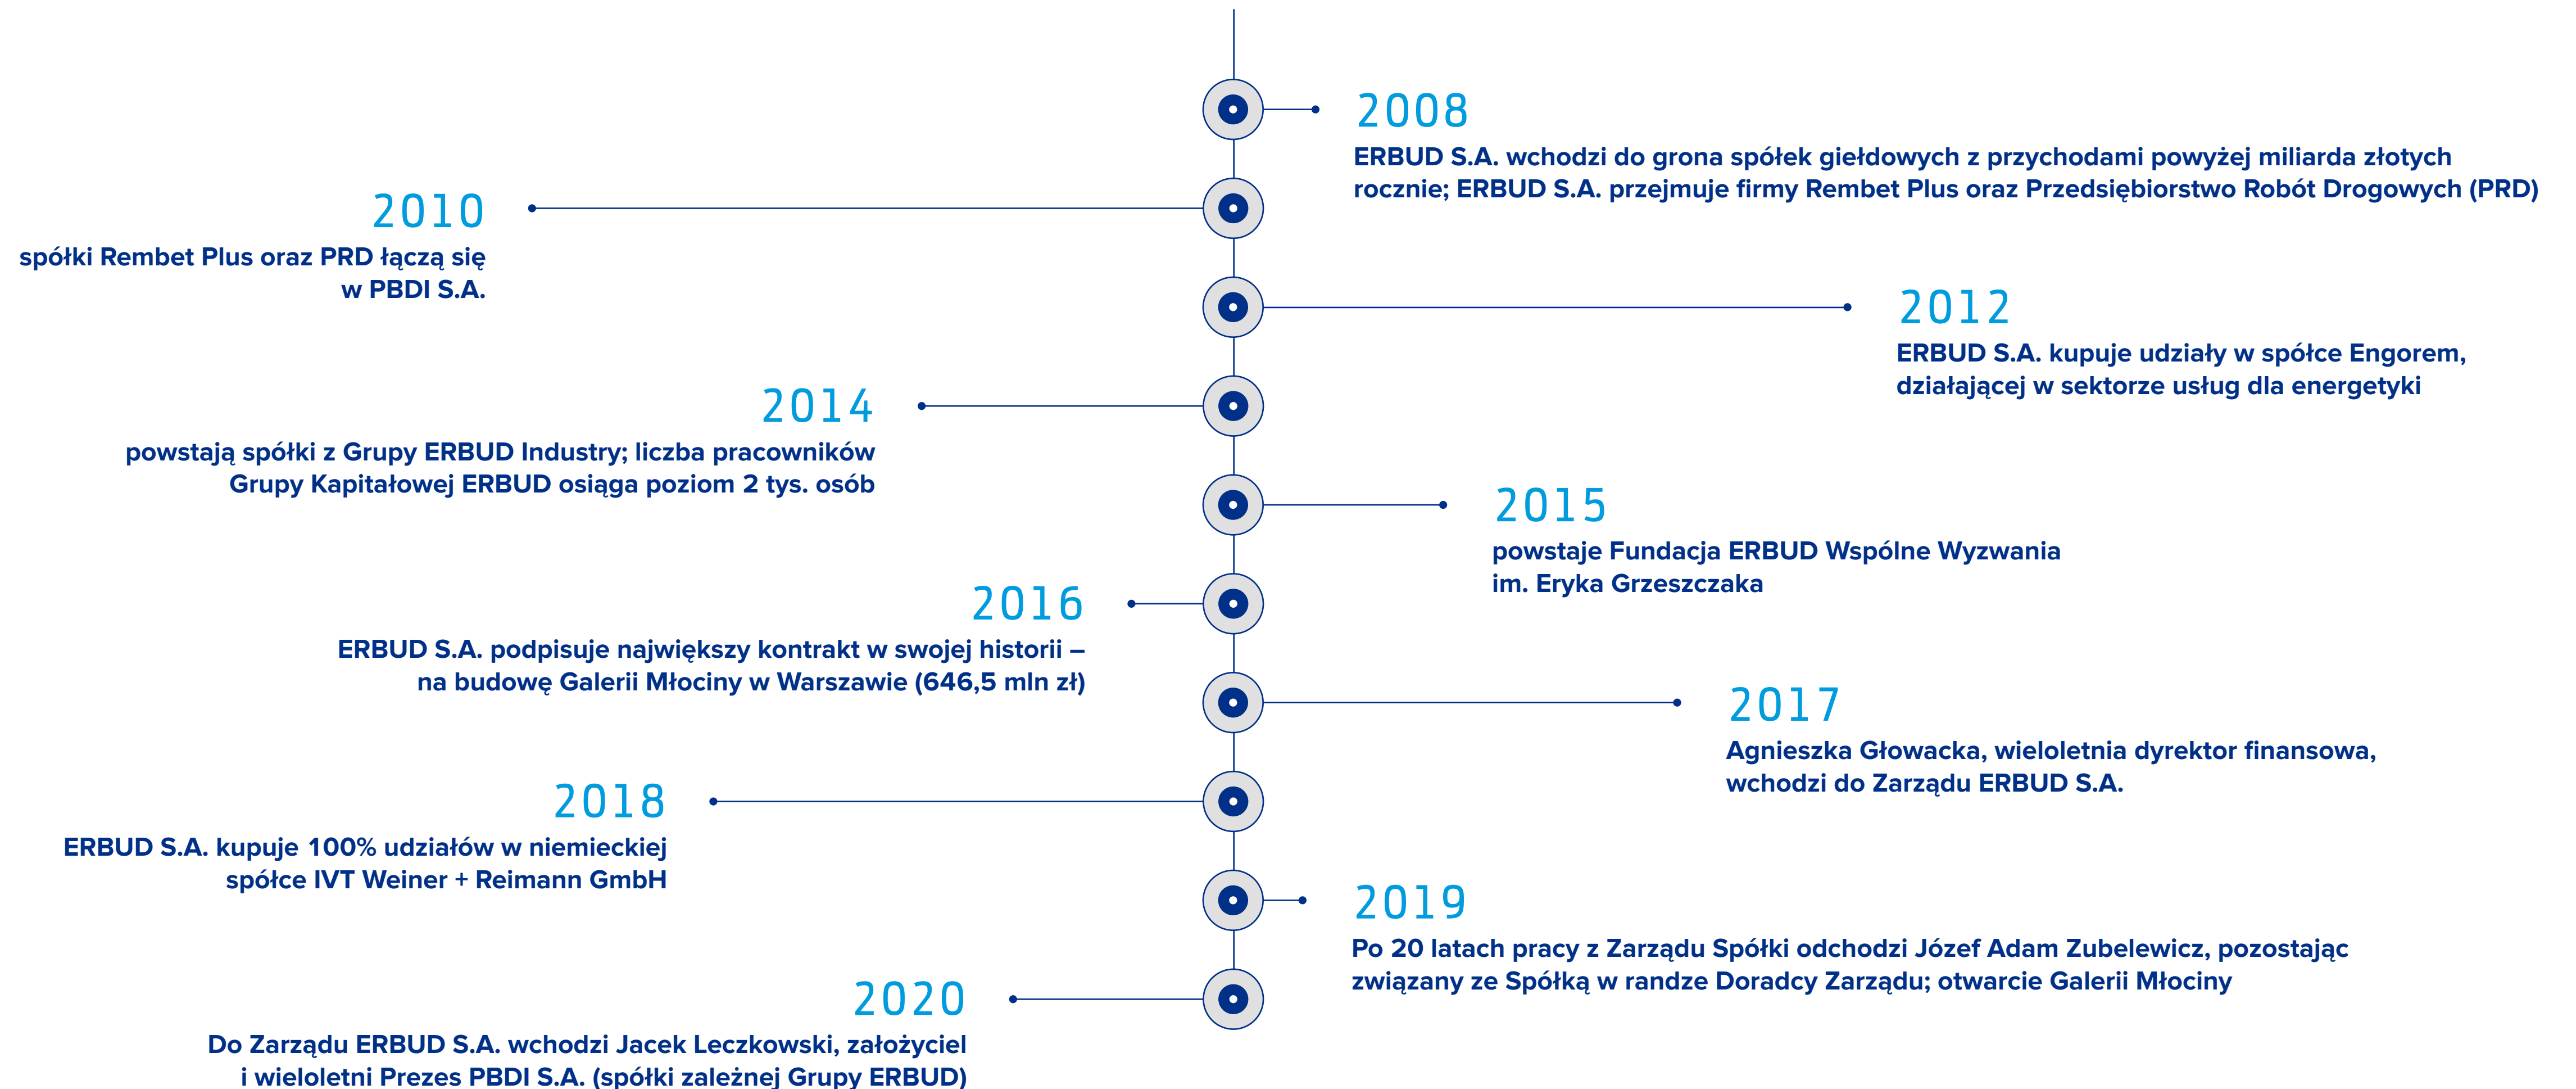 2008
ERBUD S.A. wchodzi do grona spółek giełdowych z przychodami powyżej miliarda złotych
rocznie; ERBUD S.A. przejmuje firmy Rembet Plus oraz Przedsiębiorstwo Robót Drogowych (PRD)
2010
spółki Rembet Plus oraz PRD łączą się
w PBDI S.A.
2012
ERBUD S.A. kupuje udziały w spółce Engorem,
działającej w sektorze usług dla energetyki
2014
powstają spółki z Grupy ERBUD Industry; liczba pracowników
Grupy Kapitałowej ERBUD osiąga poziom 2 tys. osób
2015
powstaje Fundacja ERBUD Wspólne Wyzwania
im. Eryka Grzeszczaka
2016
ERBUD S.A. podpisuje największy kontrakt w swojej historii –
na budowę Galerii Młociny w Warszawie (646,5 mln zł)
2017
Agnieszka Głowacka, wieloletnia dyrektor finansowa,
wchodzi do Zarządu ERBUD S.A.
2018
ERBUD S.A. kupuje 100% udziałów w niemieckiej
spółce IVT Weiner + Reimann GmbH
2019
Po 20 latach pracy z Zarządu Spółki odchodzi Józef Adam Zubelewicz, pozostając
związany ze Spółką w randze Doradcy Zarządu; otwarcie Galerii Młociny
2020
Do Zarządu ERBUD S.A. wchodzi Jacek Leczkowski, założyciel
i wieloletni Prezes PBDI S.A. (spółki zależnej Grupy ERBUD)